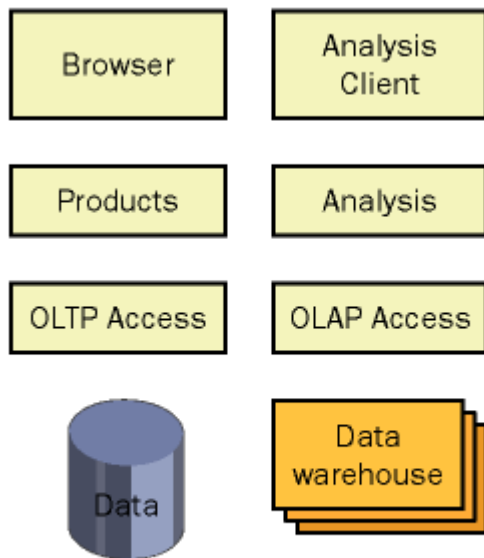 Browser
Analysis
Client
Products
Analysis
OLTP Access
OLAP Access
Data
Data
warehouse